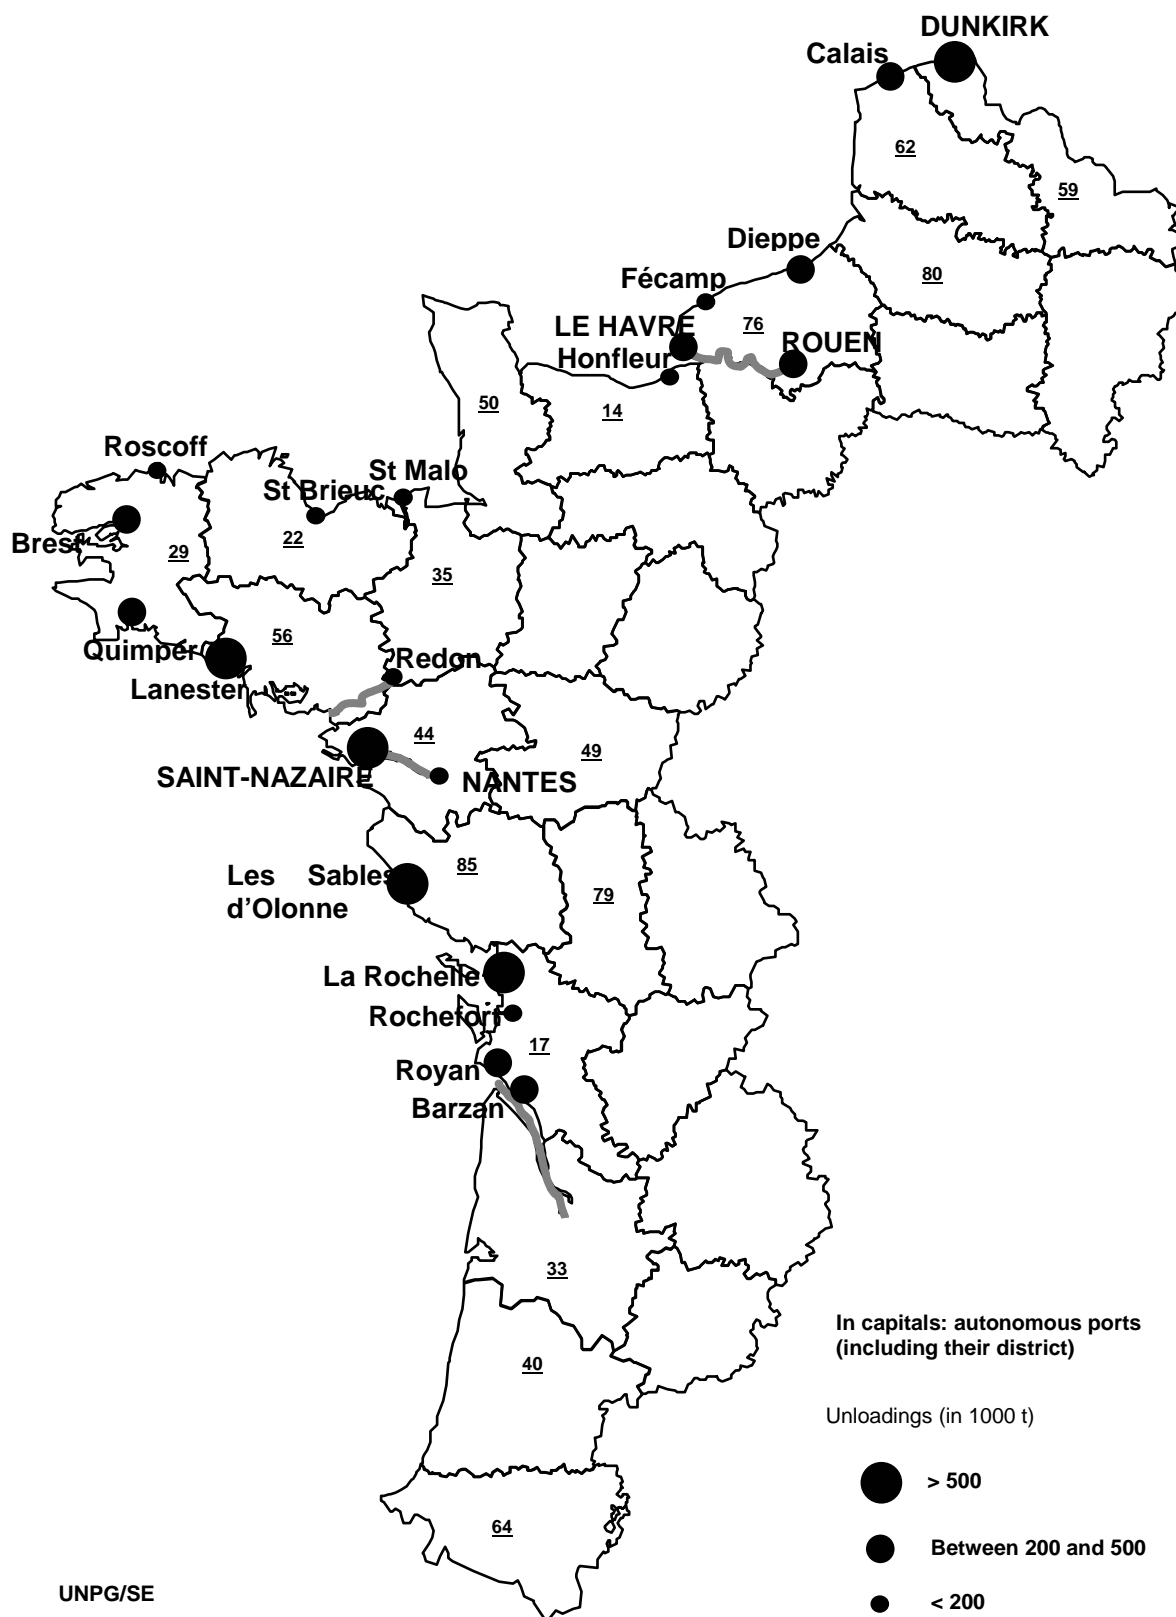 DUNKIRK
Calais
62
59
Dieppe
80
Fécamp
76
LE HAVRE
ROUEN
Honfleur
50
14
Roscoff
St Malo
St Brieuc
Brest
29
22
35
56
Quimper
Redon
Lanester
44
49
SAINT-NAZAIRE
NANTES
85
Les Sables
d’Olonne
79
La Rochelle
Rochefort
17
Royan
Barzan
33
In capitals: autonomous ports
(including their district)
40
Unloadings (in 1000 t)
> 500
64
Between 200 and 500
UNPG/SE
< 200